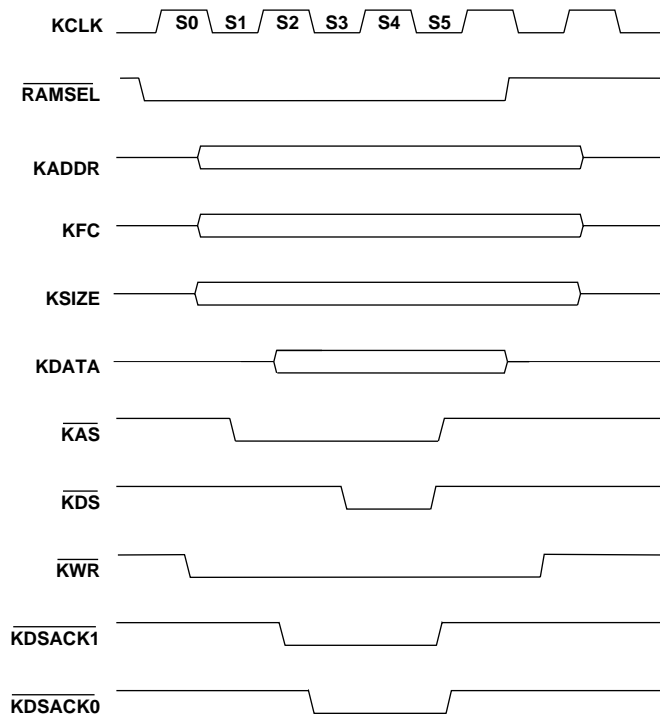 KCLK S0 S1 S2 S3 S4 S5
RAMSEL
KADDR
KFC
KSIZE
KDATA
KAS
KDS
KWR
KDSACK1
KDSACK0